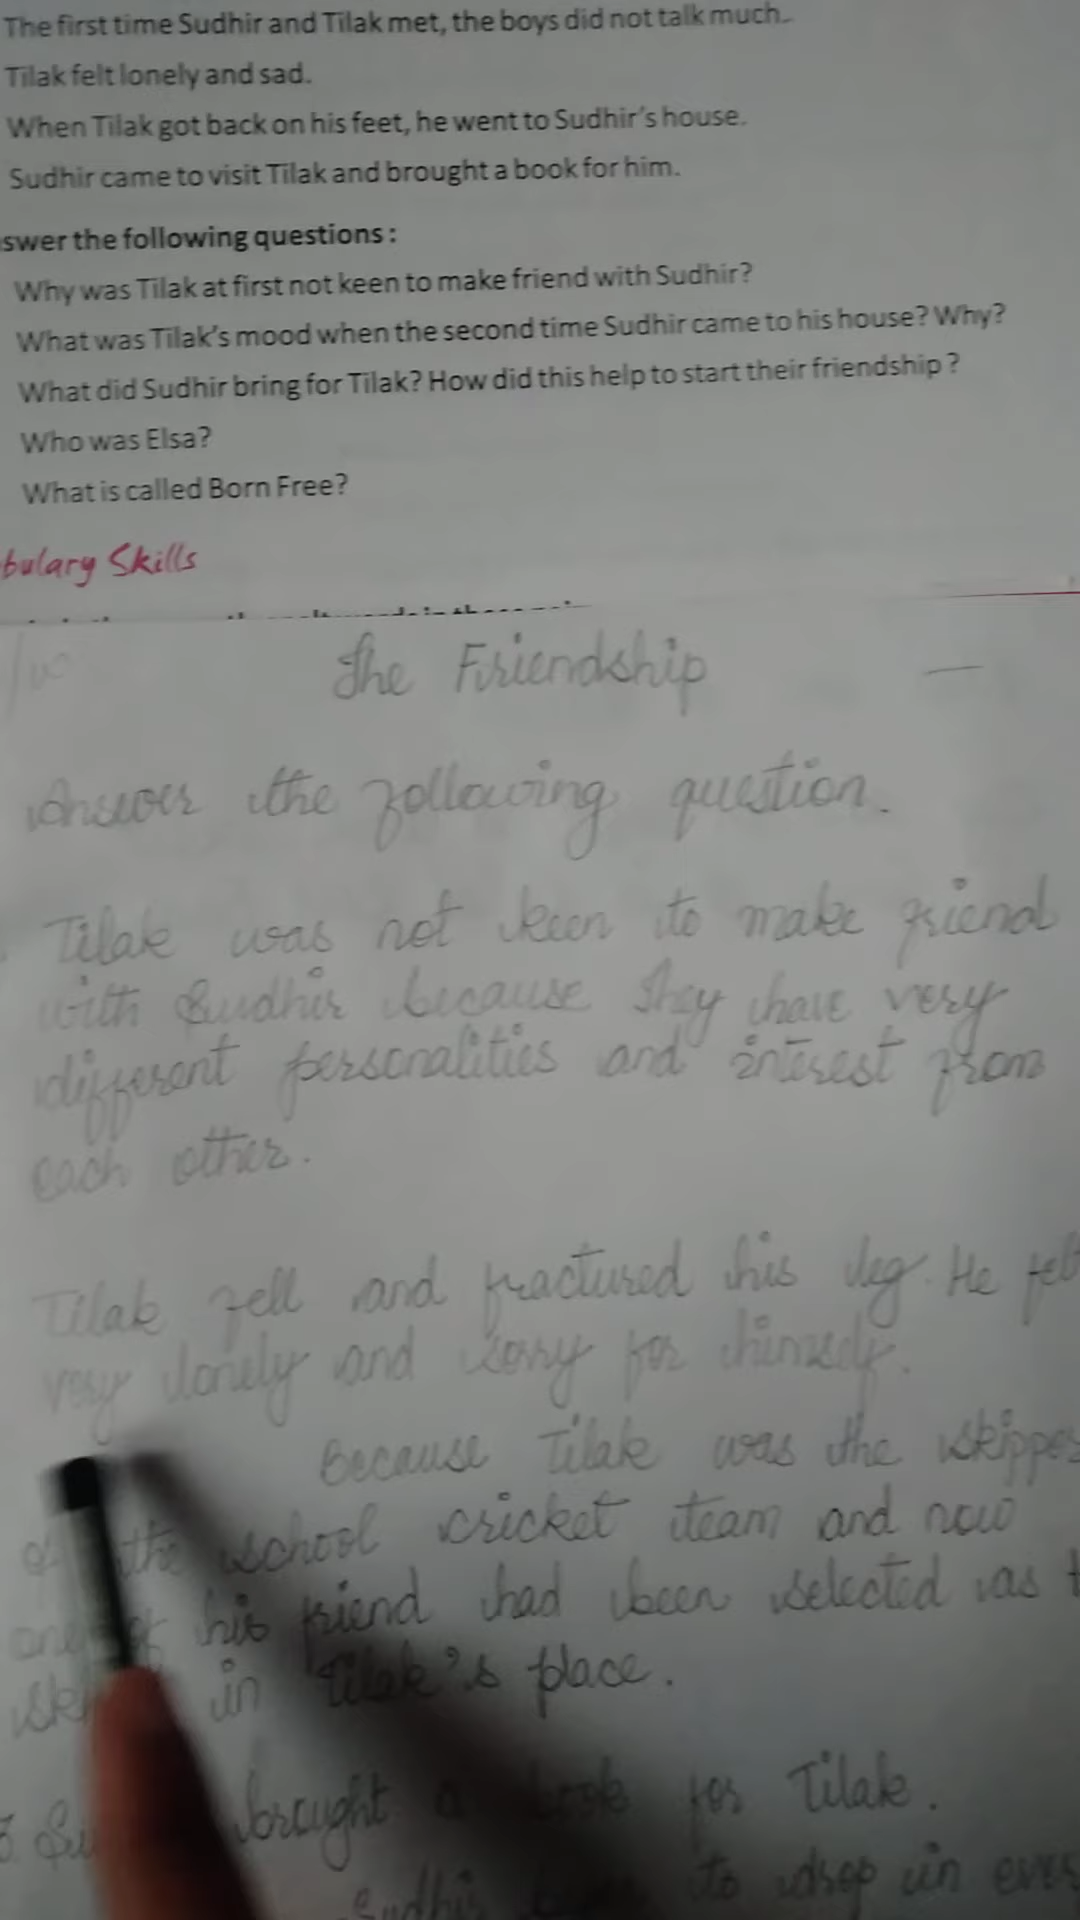 The first time Sudhir and Tilak met, the boys did not talk much.
Tilak felt lonely and sad.
When Tilak got back on his feet, he went to Sudhir's house.
Sudhir came to visit Tilak and brought a book for him.
swer the following questions :
Why was Tilak at first not keen to make friend with Sudhir?
What was Tilak's mood when the second time Sudhir came to his house? Why?
What did Sudhir bring for Tilak? How did this help to start their friendship ?
Who was Elsa?
What is called Born Free?
bulary Skills
The Friendship
Answer the following question.
Tilak was not keen to make friend
with Sudhir because they have very
different personalities and interest from
each other.
Tilak fell and fractured his leg. He fel
very lonely and sorry for himself.
Because Tilak was the skipper
the school cricket team and now
his friend had been selected as t
in Tilak's place.
3 brought for Tilak.
Sudhir to drop in